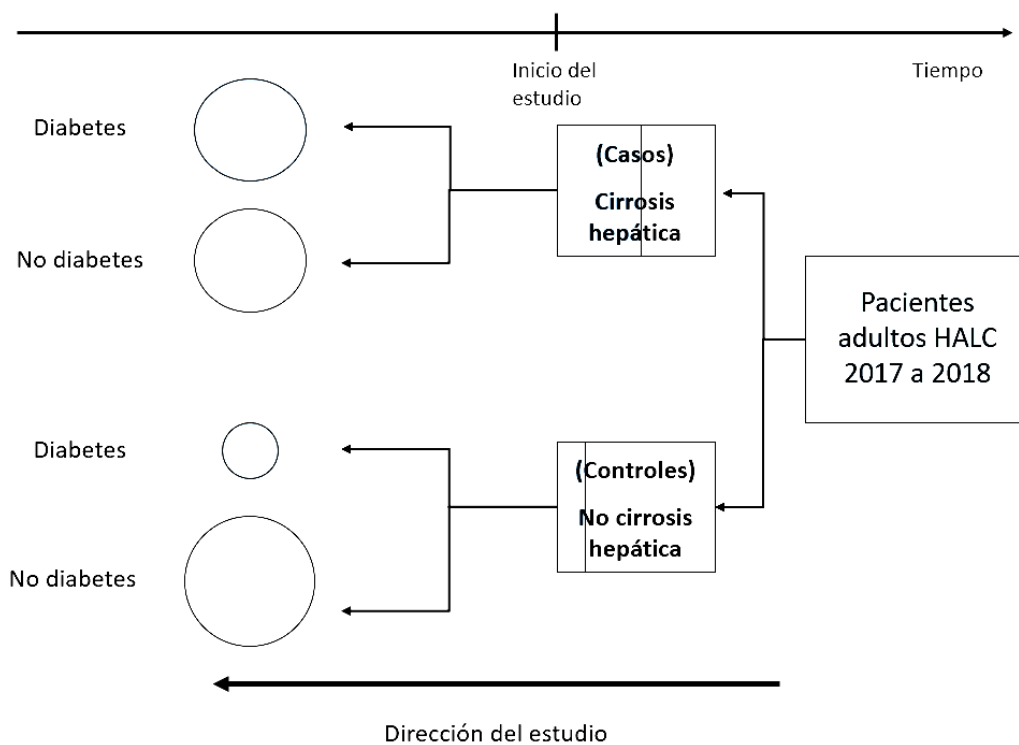 Inicio del
estudio
Tiempo
Diabetes
(Casos)
Cirrosis
hepática
No diabetes
Pacientes
adultos HALC
2017 a 2018
Diabetes
(Controles)
No cirrosis
hepática
No diabetes
Dirección del estudio